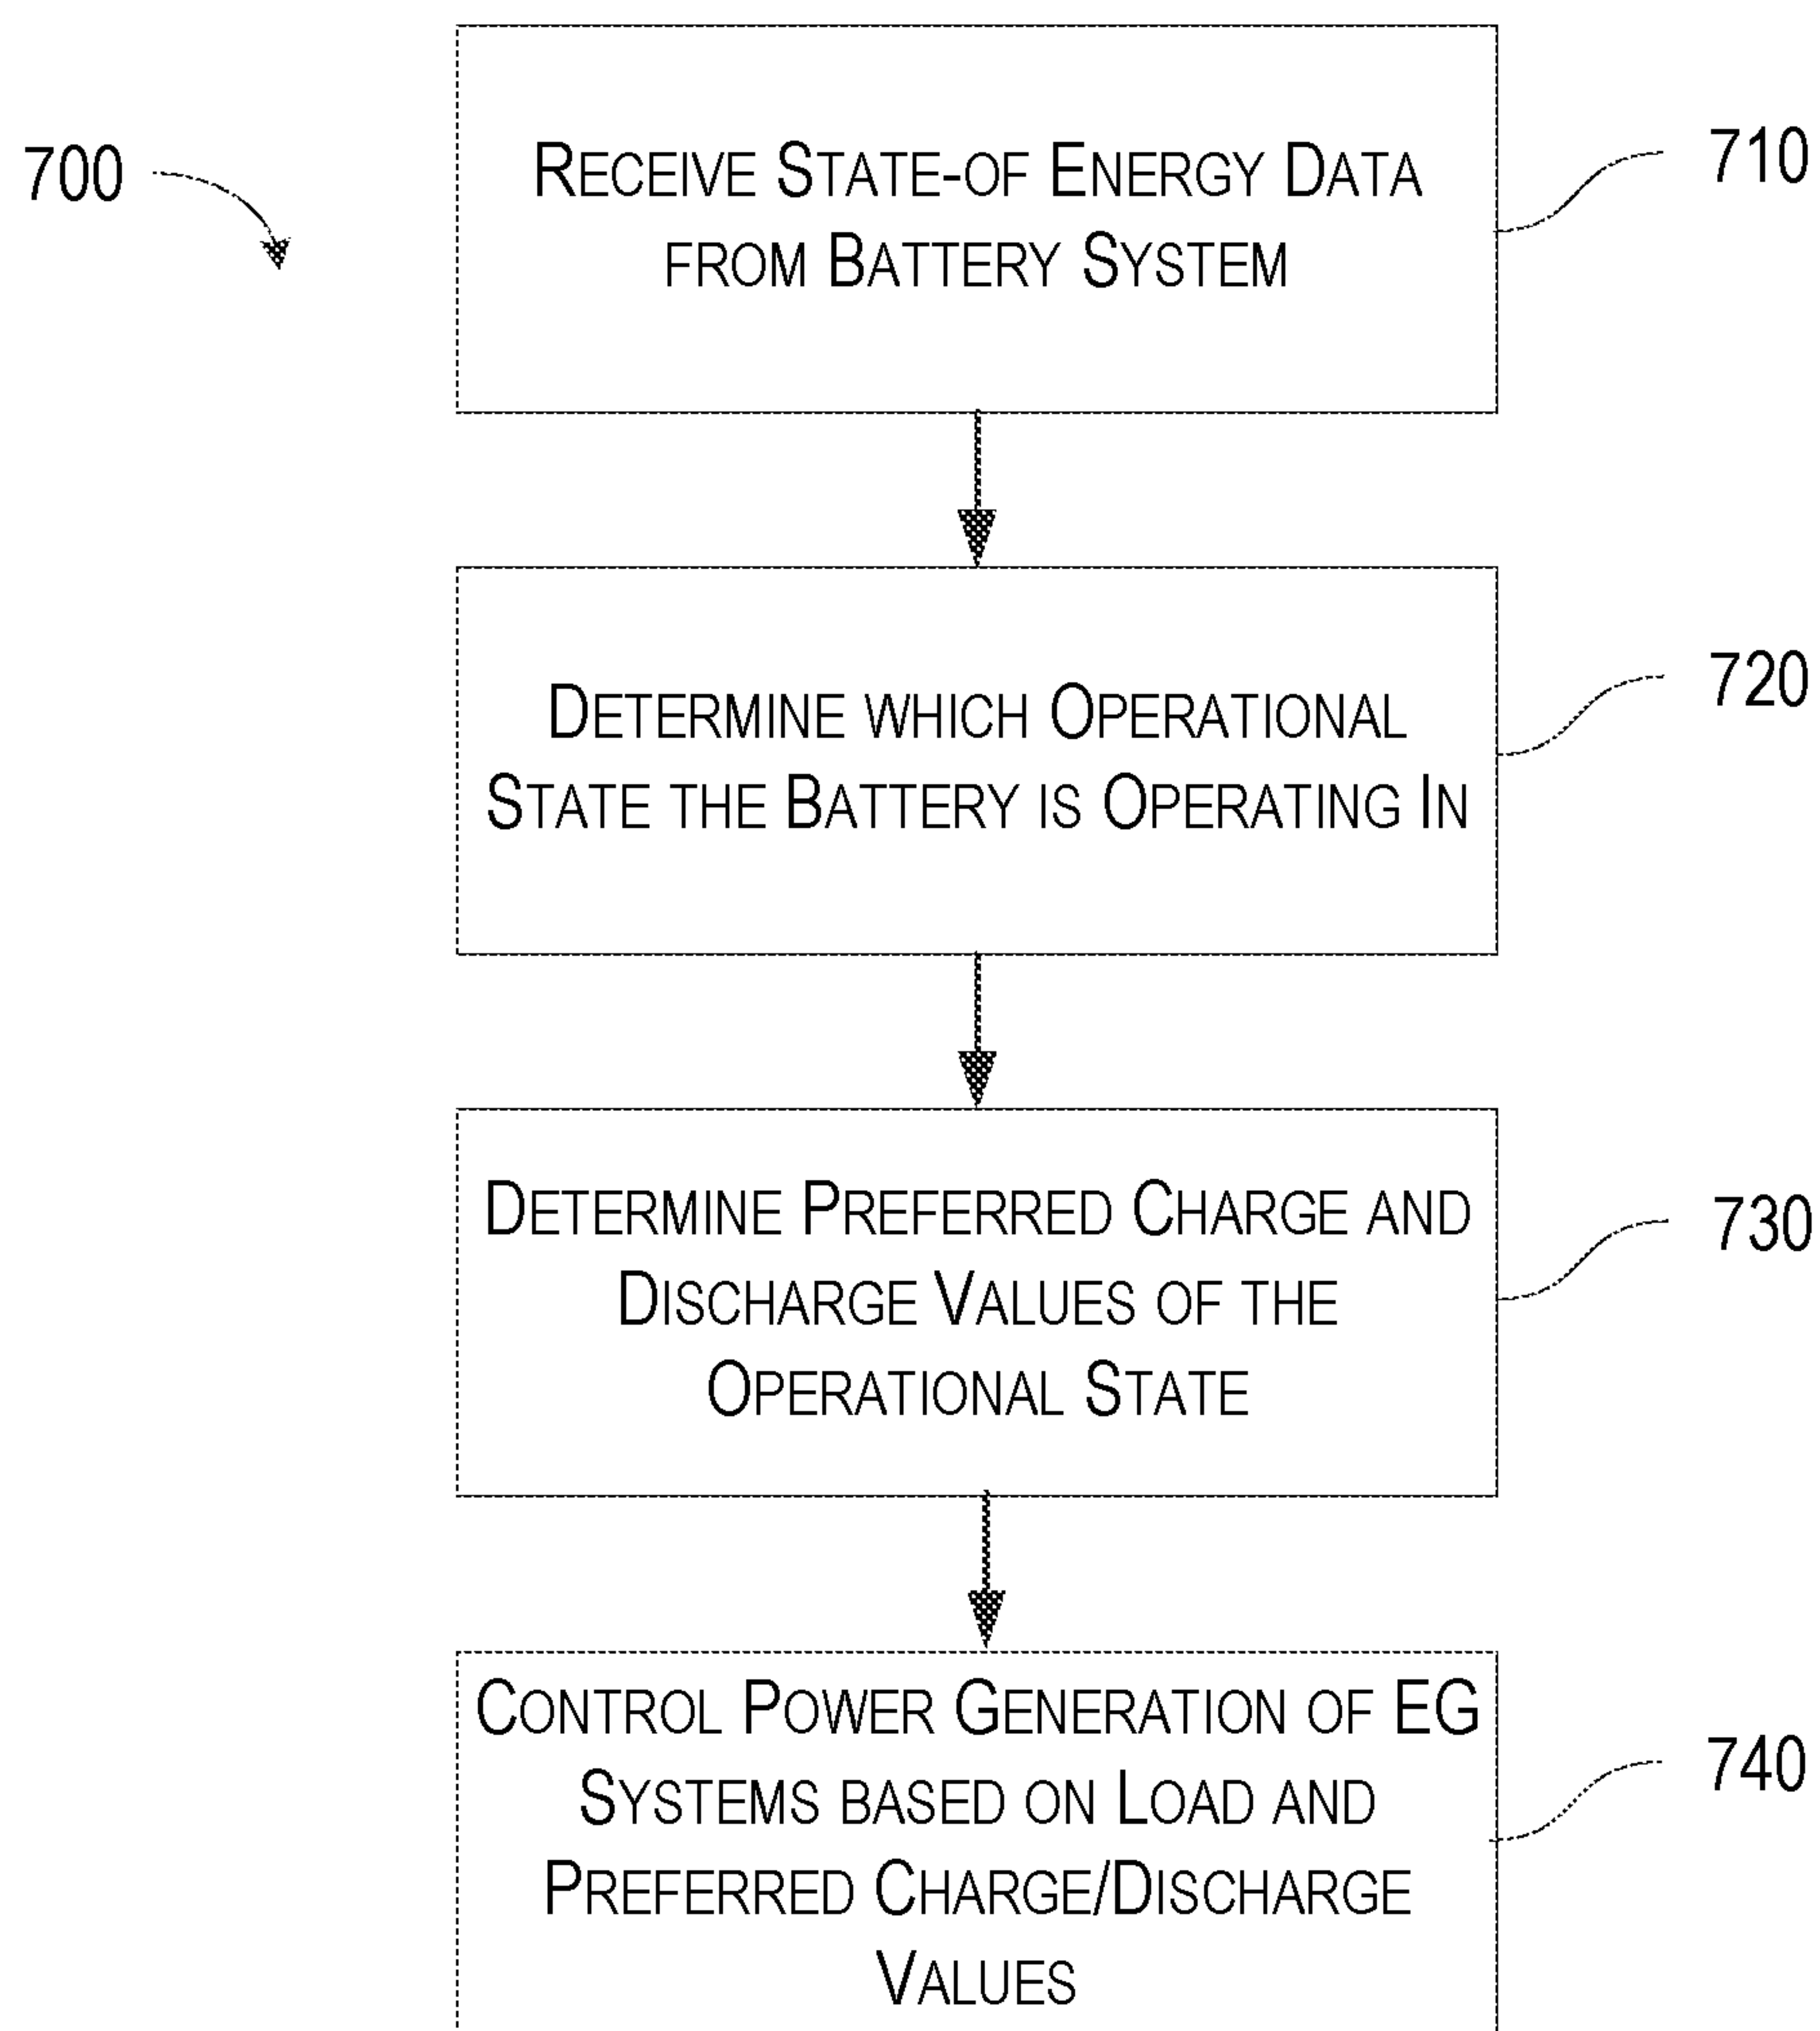 700
RECEIVE STATE-OF ENERGY DATA
FROM BATTERY SYSTEM
710
DETERMINE WHICH OPERATIONAL
STATE THE BATTERY IS OPERATING IN
720
DETERMINE PREFERRED CHARGE AND
DISCHARGE VALUES OF THE
OPERATIONAL STATE
730
CONTROL POWER GENERATION OF EG
SYSTEMS BASED ON LOAD AND
PREFERRED CHARGE/DISCHARGE
VALUES
740